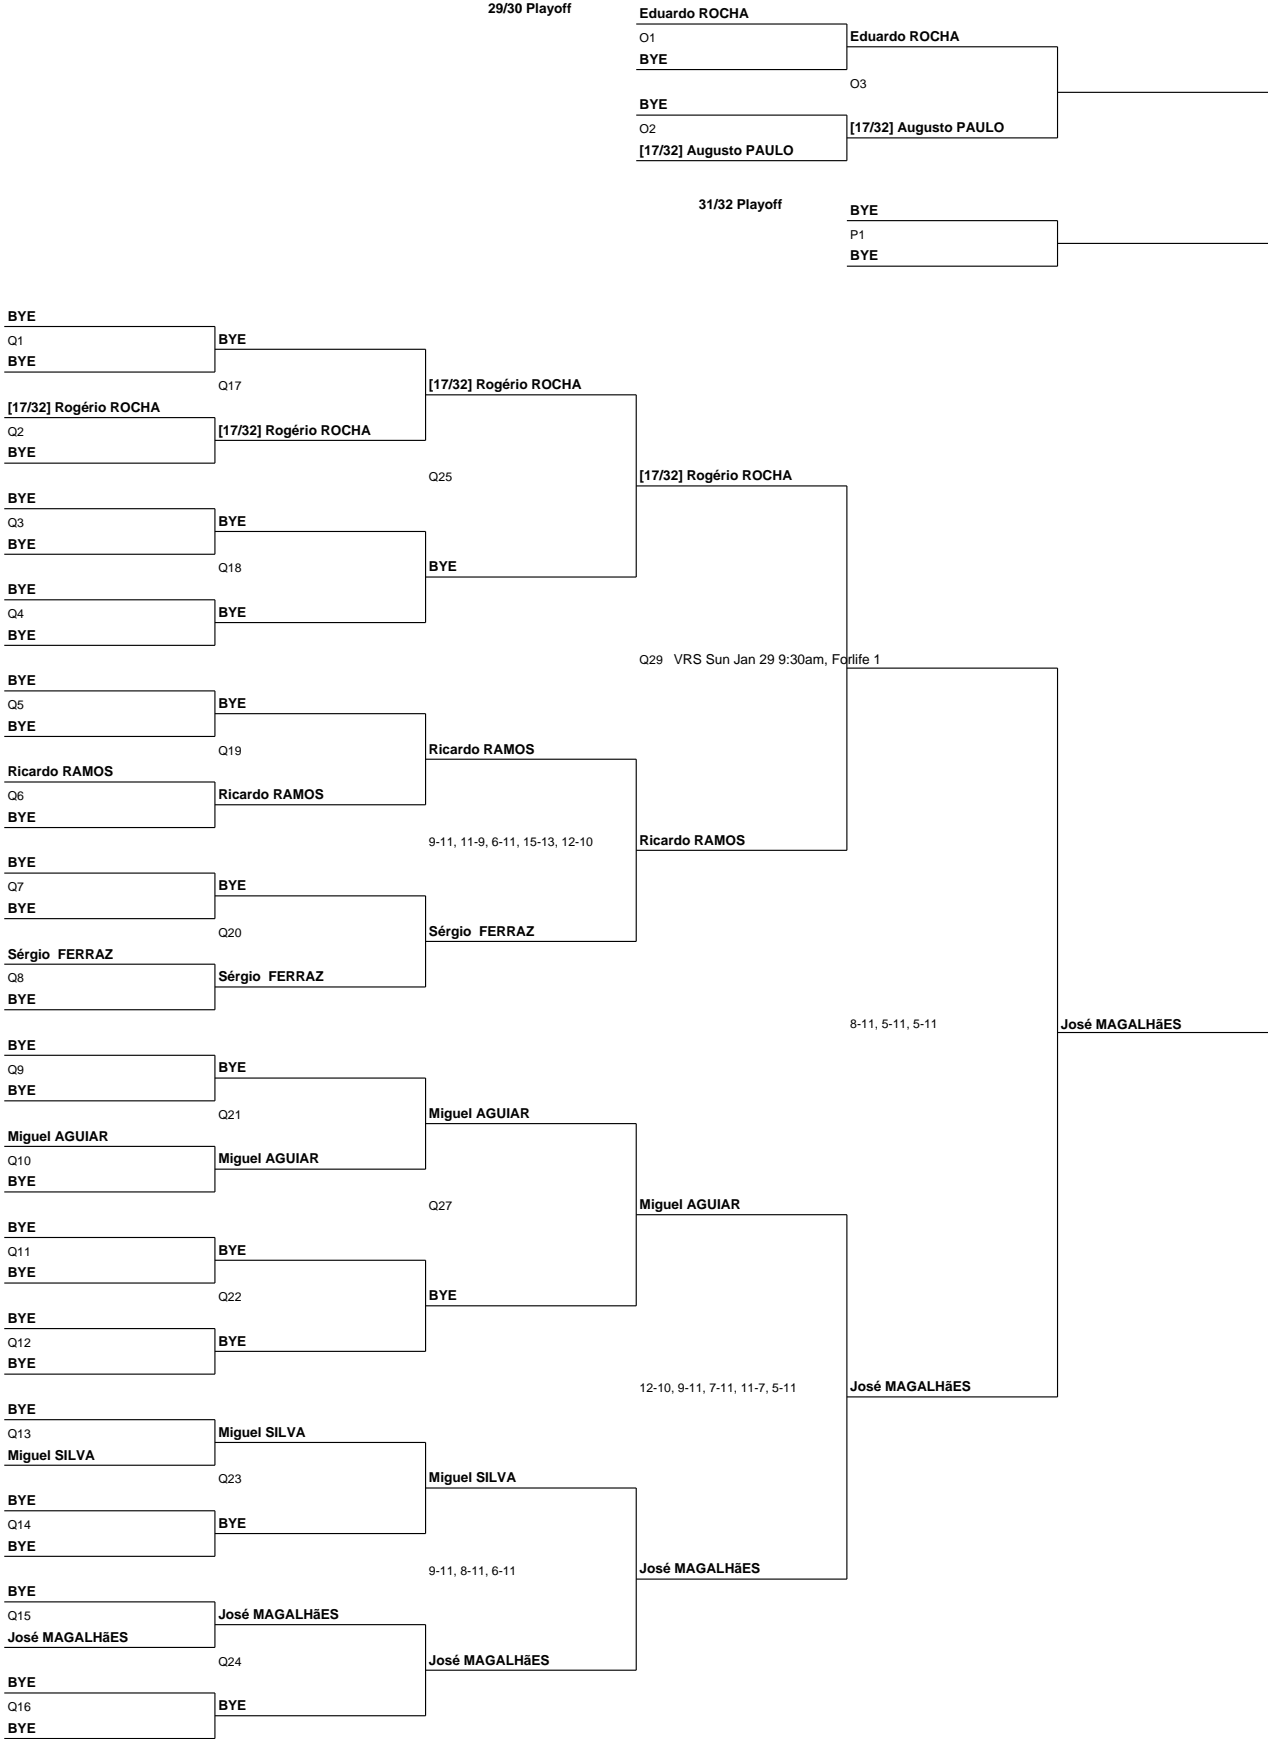 29/30 Playoff
Eduardo ROCHA
O1
Eduardo ROCHA
BYE
O3
BYE
O2
[17/32] Augusto PAULO
[17/32] Augusto PAULO
31/32 Playoff
BYE
P1
BYE
BYE
Q1
BYE
BYE
Q17
[17/32] Rogério ROCHA
[17/32] Rogério ROCHA
Q2
[17/32] Rogério ROCHA
BYE
Q25
[17/32] Rogério ROCHA
BYE
Q3
BYE
BYE
Q18
BYE
BYE
Q4
BYE
BYE
Q29 VRS Sun Jan 29 9:30am, Forlife 1
BYE
Q5
BYE
BYE
Q19
Ricardo RAMOS
Ricardo RAMOS
Q6
Ricardo RAMOS
BYE
9-11, 11-9, 6-11, 15-13, 12-10
Ricardo RAMOS
BYE
Q7
BYE
BYE
Q20
Sérgio FERRAZ
Sérgio FERRAZ
Q8
Sérgio FERRAZ
BYE
8-11, 5-11, 5-11
José MAGALHãES
BYE
Q9
BYE
BYE
Q21
Miguel AGUIAR
Miguel AGUIAR
Q10
Miguel AGUIAR
BYE
Q27
Miguel AGUIAR
BYE
Q11
BYE
BYE
Q22
BYE
BYE
Q12
BYE
BYE
12-10, 9-11, 7-11, 11-7, 5-11
José MAGALHãES
BYE
Q13
Miguel SILVA
Miguel SILVA
Q23
Miguel SILVA
BYE
Q14
BYE
BYE
9-11, 8-11, 6-11
José MAGALHãES
BYE
Q15
José MAGALHãES
José MAGALHãES
Q24
José MAGALHãES
BYE
Q16
BYE
BYE